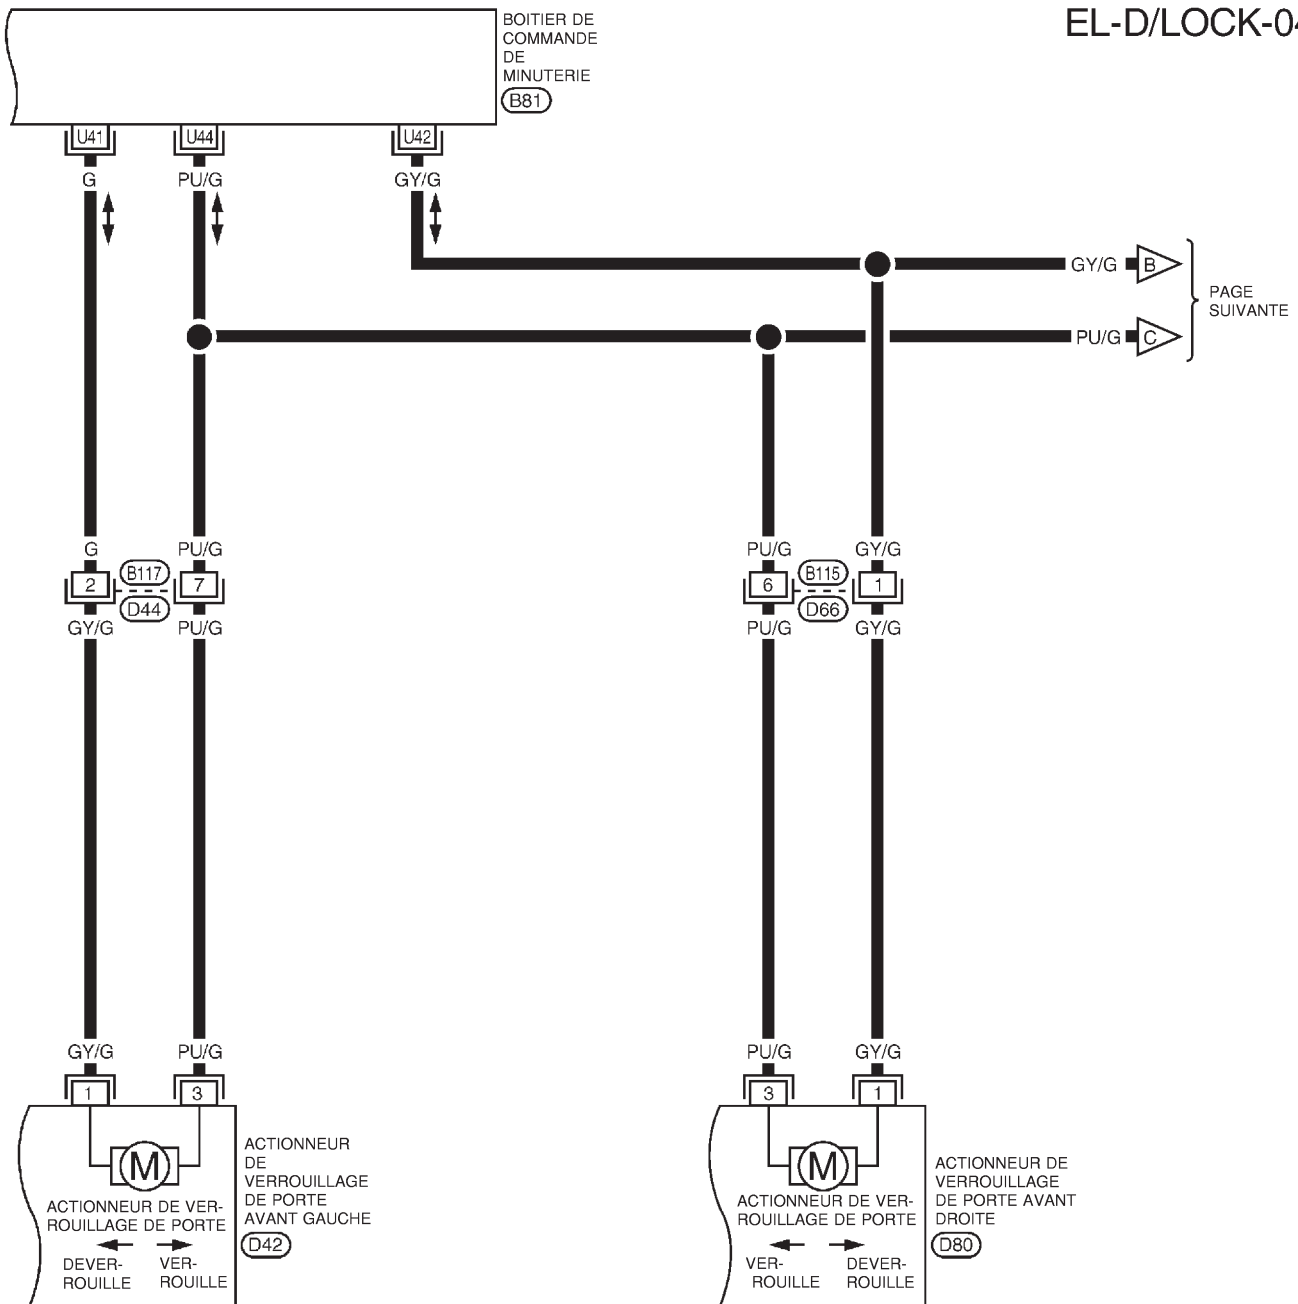 EL-D/LOCK-04
BOITIER DE
COMMANDE
DE
MINUTERIE
B81
U41 U44 U42
G PU/G GY/G
GY/G B
PAGE
SUIVANTE
PU/G C
G PU/G PU/G GY/G
2 B117 7 6 B115 1
D44 D66
GY/G PU/G PU/G GY/G
GY/G PU/G PU/G GY/G
1 3 3 1
M
ACTIONNEUR DE VER-
ROUILLAGE DE PORTE
DEVER-
ROUILLE
VER-
ROUILLE
ACTIONNEUR
DE
VERROUILLAGE
DE PORTE
AVANT GAUCHE
D42
M
ACTIONNEUR DE VER-
ROUILLAGE DE PORTE
VER-
ROUILLE
DEVER-
ROUILLE
ACTIONNEUR DE
VERROUILLAGE
DE PORTE AVANT
DROITE
D80